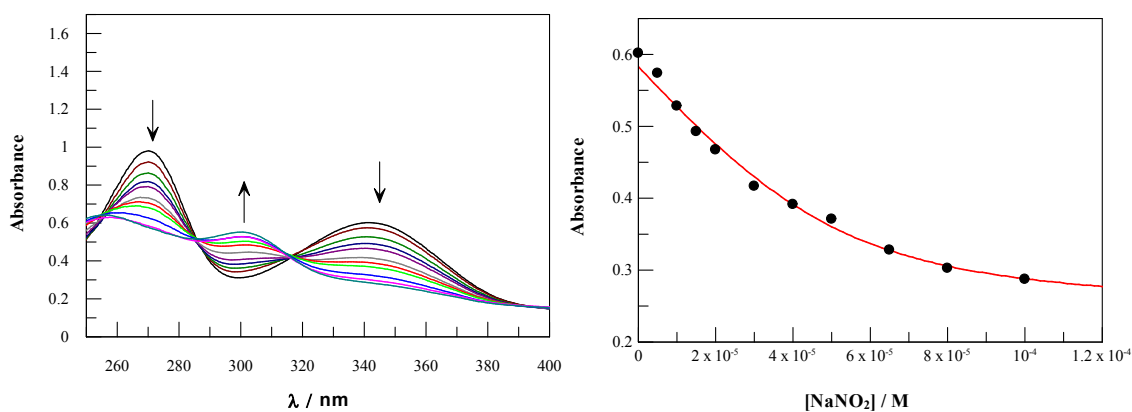 1.6
1.4
1.2
1
0.8
0.6
0.4
0.2
0
Absorbance
260 280 300 320 340 360 380 400
λ / nm
0.6
0.5
0.4
0.3
0.2
Absorbance
0 2 x 10⁻⁵ 4 x 10⁻⁵ 6 x 10⁻⁵ 8 x 10⁻⁵ 10⁻⁴ 1.2 x 10⁻⁴
[NaNO₂] / M